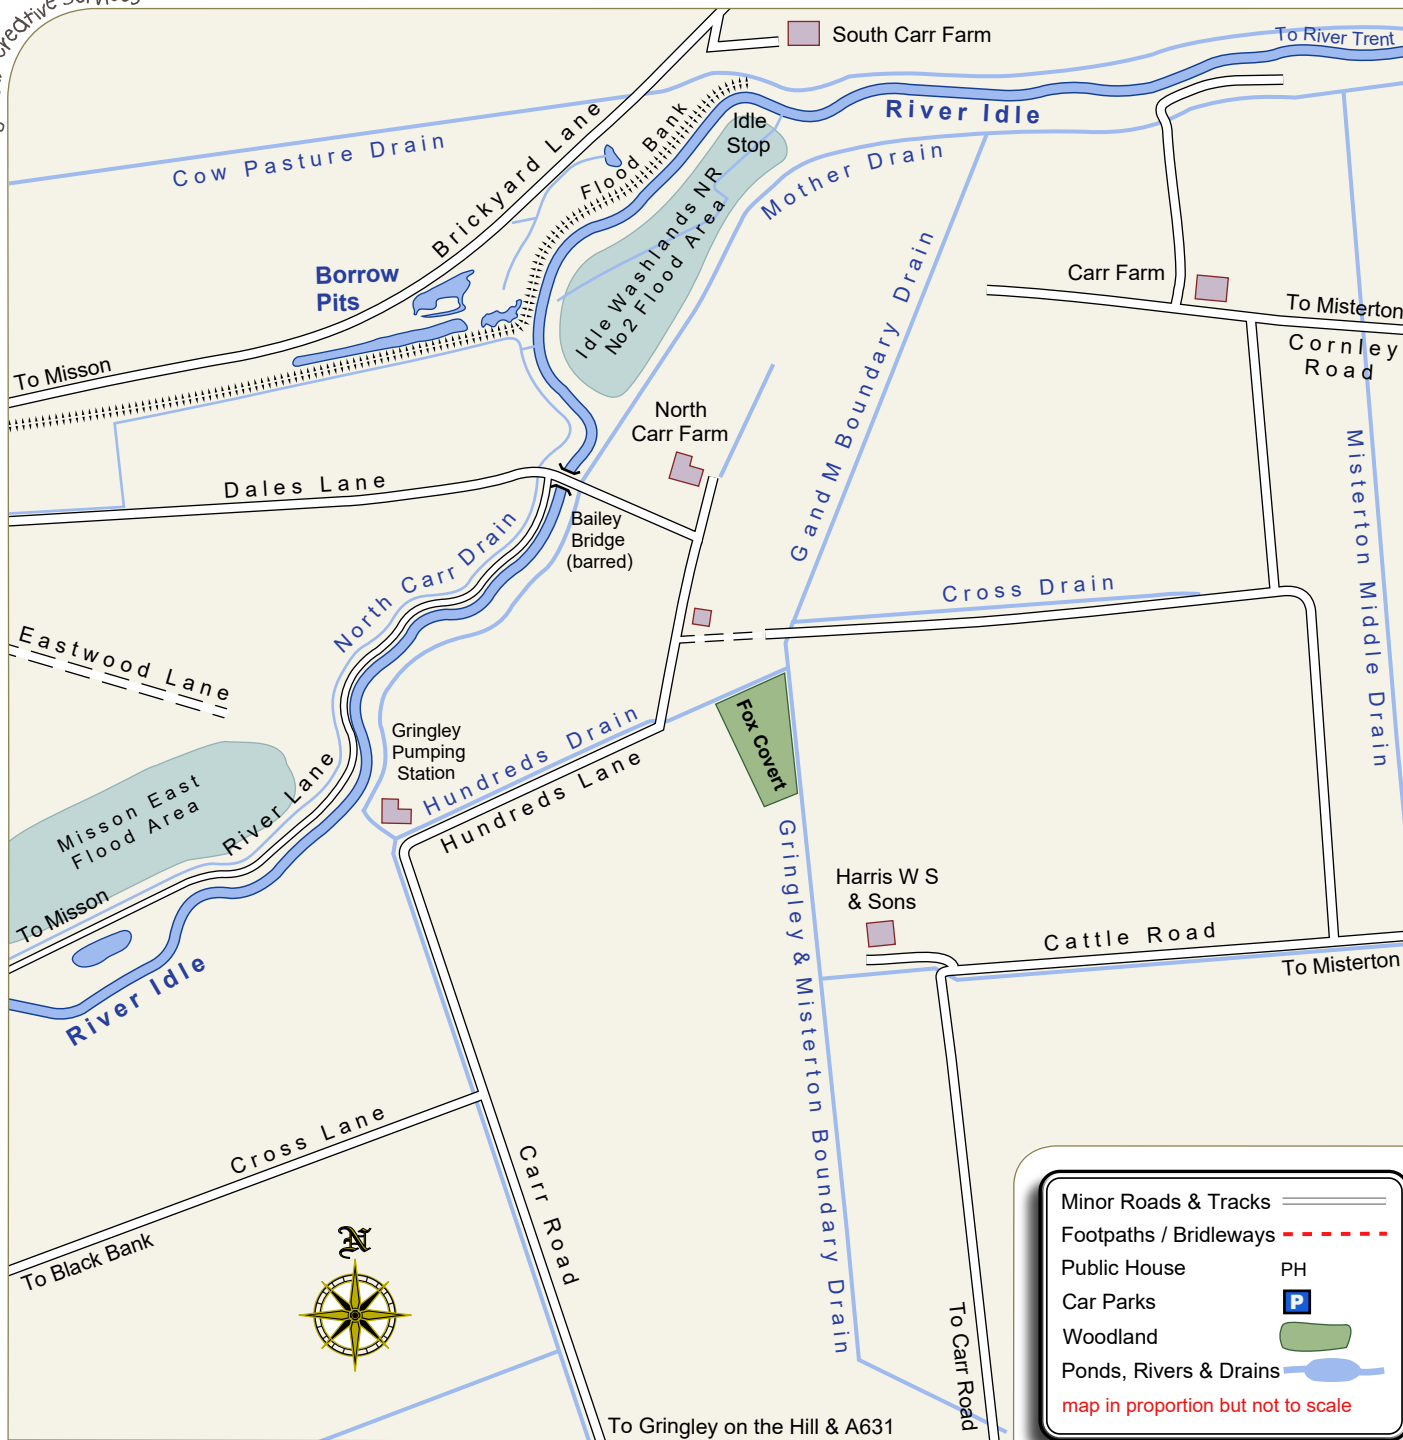 Creative Services
South Carr Farm
To River Trent
River Idle
Idle
Stop
Flood Bank
Brickyard Lane
Cow Pasture Drain
Mother Drain
Idle Washlands NR
No2 Flood Area
Borrow
Pits
Carr Farm
To Misterton
Cornley
Road
To Misson
G and M Boundary Drain
North
Carr Farm
Misterton Middle Drain
Dales Lane
Bailey
Bridge
(barred)
North Carr Drain
Cross Drain
Eastwood Lane
Gringley
Pumping
Station
Hundreds Drain
Hundreds Lane
Fox Covert
River Lane
Misson East
Flood Area
To Misson
River Idle
Harris W S
& Sons
Cattle Road
To Misterton
Gringley & Misterton Boundary Drain
Cross Lane
To Black Bank
Carr Road
N
To Carr Road
To Gringley on the Hill & A631
Minor Roads & Tracks
Footpaths / Bridleways
Public House PH
Car Parks P
Woodland
Ponds, Rivers & Drains
map in proportion but not to scale